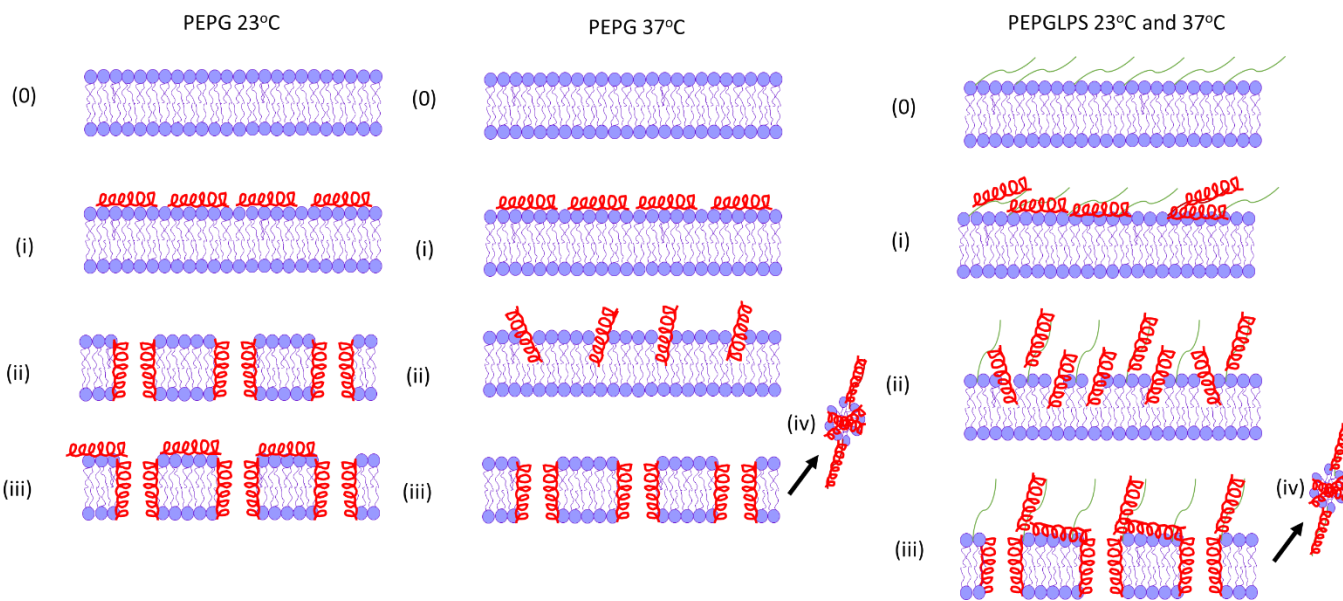 PEPG 23°C
PEPG 37°C
PEPGLPS 23°C and 37°C
(0)
(0)
(0)
(i)
(i)
(i)
(ii)
(ii)
(ii)
(iv)
(iii)
(iii)
(iv)
(iii)